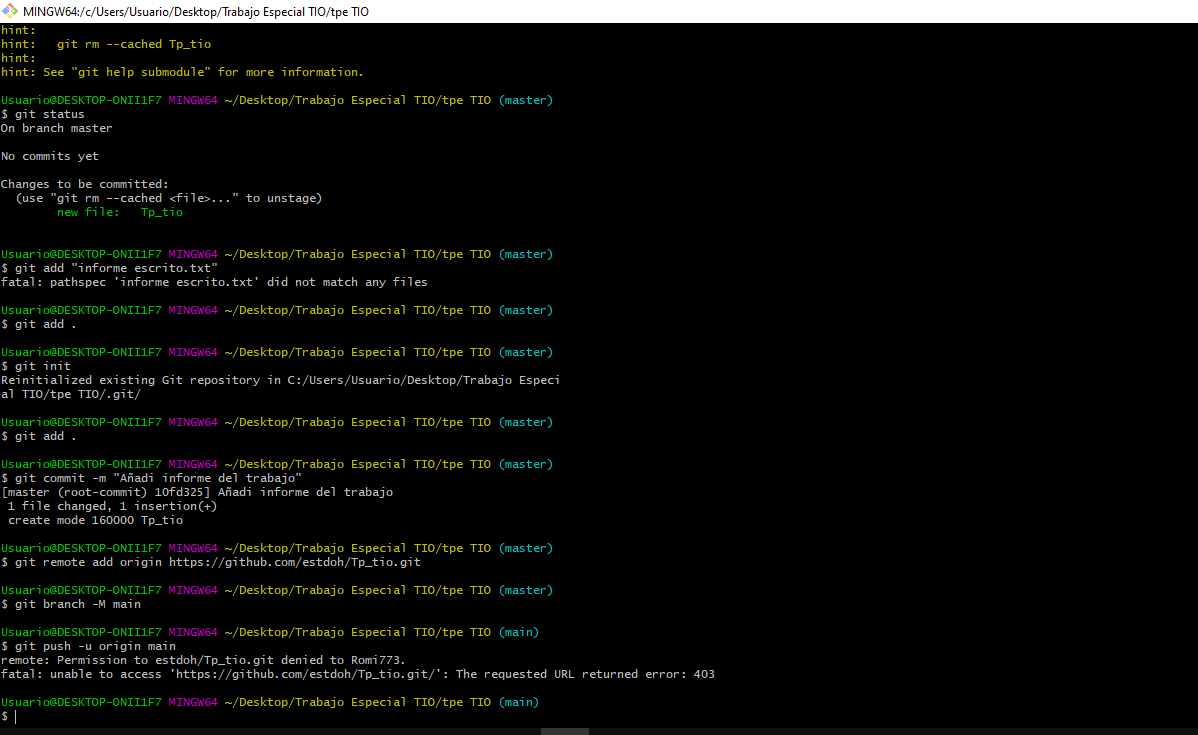 MINGW64:/c/Users/Usuario/Desktop/Trabajo Especial TIO/tpe TIO
hint:
hint:   git rm --cached Tp_tio
hint:
hint: See "git help submodule" for more information.
Usuario@DESKTOP-ONII1F7 MINGW64 ~/Desktop/Trabajo Especial TIO/tpe TIO (master)
$ git status
On branch master
No commits yet
Changes to be committed:
  (use "git rm --cached <file>..." to unstage)
        new file:   Tp_tio
Usuario@DESKTOP-ONII1F7 MINGW64 ~/Desktop/Trabajo Especial TIO/tpe TIO (master)
$ git add "informe escrito.txt"
fatal: pathspec 'informe escrito.txt' did not match any files
Usuario@DESKTOP-ONII1F7 MINGW64 ~/Desktop/Trabajo Especial TIO/tpe TIO (master)
$ git add .
Usuario@DESKTOP-ONII1F7 MINGW64 ~/Desktop/Trabajo Especial TIO/tpe TIO (master)
$ git init
Reinitialized existing Git repository in C:/Users/Usuario/Desktop/Trabajo Especi
al TIO/tpe TIO/.git/
Usuario@DESKTOP-ONII1F7 MINGW64 ~/Desktop/Trabajo Especial TIO/tpe TIO (master)
$ git add .
Usuario@DESKTOP-ONII1F7 MINGW64 ~/Desktop/Trabajo Especial TIO/tpe TIO (master)
$ git commit -m "Añadi informe del trabajo"
[master (root-commit) 10fd325] Añadi informe del trabajo
 1 file changed, 1 insertion(+)
 create mode 160000 Tp_tio
Usuario@DESKTOP-ONII1F7 MINGW64 ~/Desktop/Trabajo Especial TIO/tpe TIO (master)
$ git remote add origin https://github.com/estdoh/Tp_tio.git
Usuario@DESKTOP-ONII1F7 MINGW64 ~/Desktop/Trabajo Especial TIO/tpe TIO (master)
$ git branch -M main
Usuario@DESKTOP-ONII1F7 MINGW64 ~/Desktop/Trabajo Especial TIO/tpe TIO (main)
$ git push -u origin main
remote: Permission to estdoh/Tp_tio.git denied to Romi773.
fatal: unable to access 'https://github.com/estdoh/Tp_tio.git/': The requested URL returned error: 403
Usuario@DESKTOP-ONII1F7 MINGW64 ~/Desktop/Trabajo Especial TIO/tpe TIO (main)
$